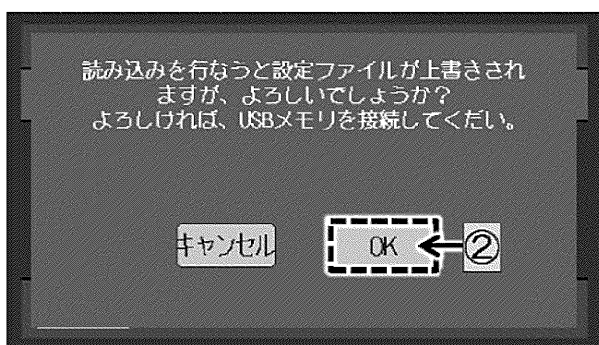 読み込みを行なうと設定ファイルが上書きされ
ますが、よろしいでしょうか?
よろしければ、USBメモリを接続してくだい。
キャンセル
OK
②